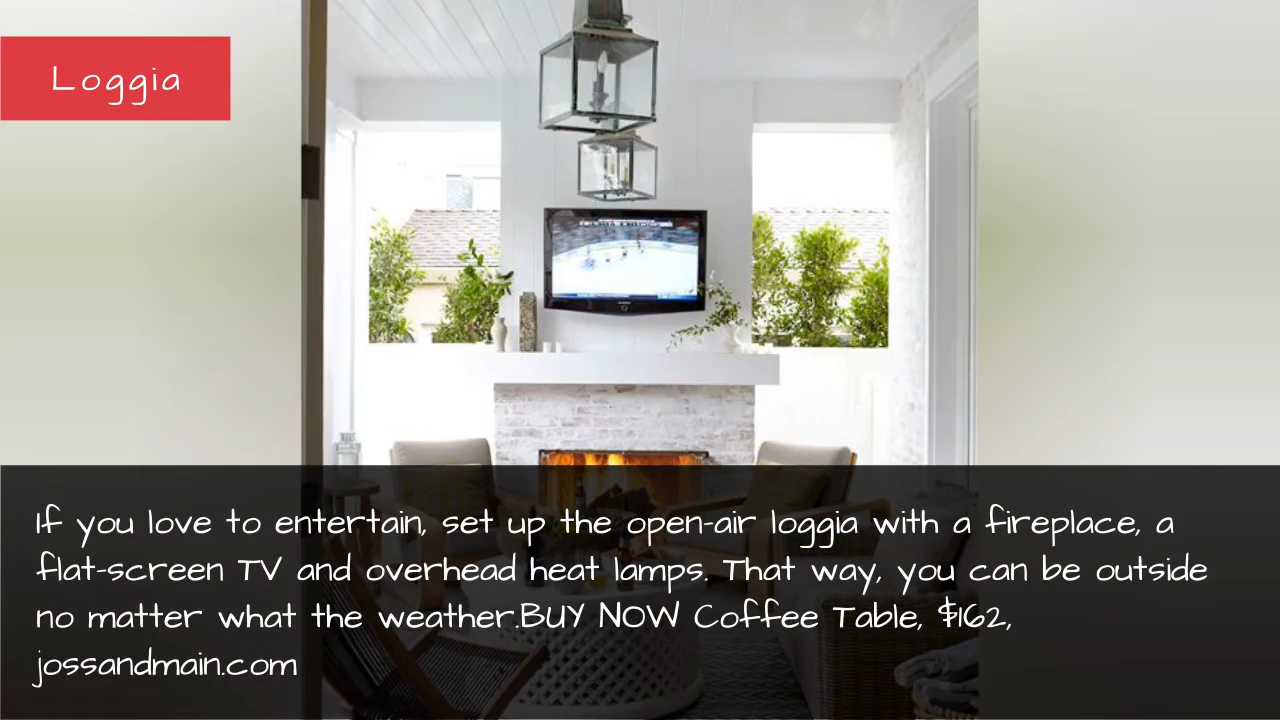 Loggia
If you love to entertain, set up the open-air loggia with a fireplace, a
flat-screen TV and overhead heat lamps. That way, you can be outside
no matter what the weather.BUY NOW Coffee Table, $162,
jossandmain.com